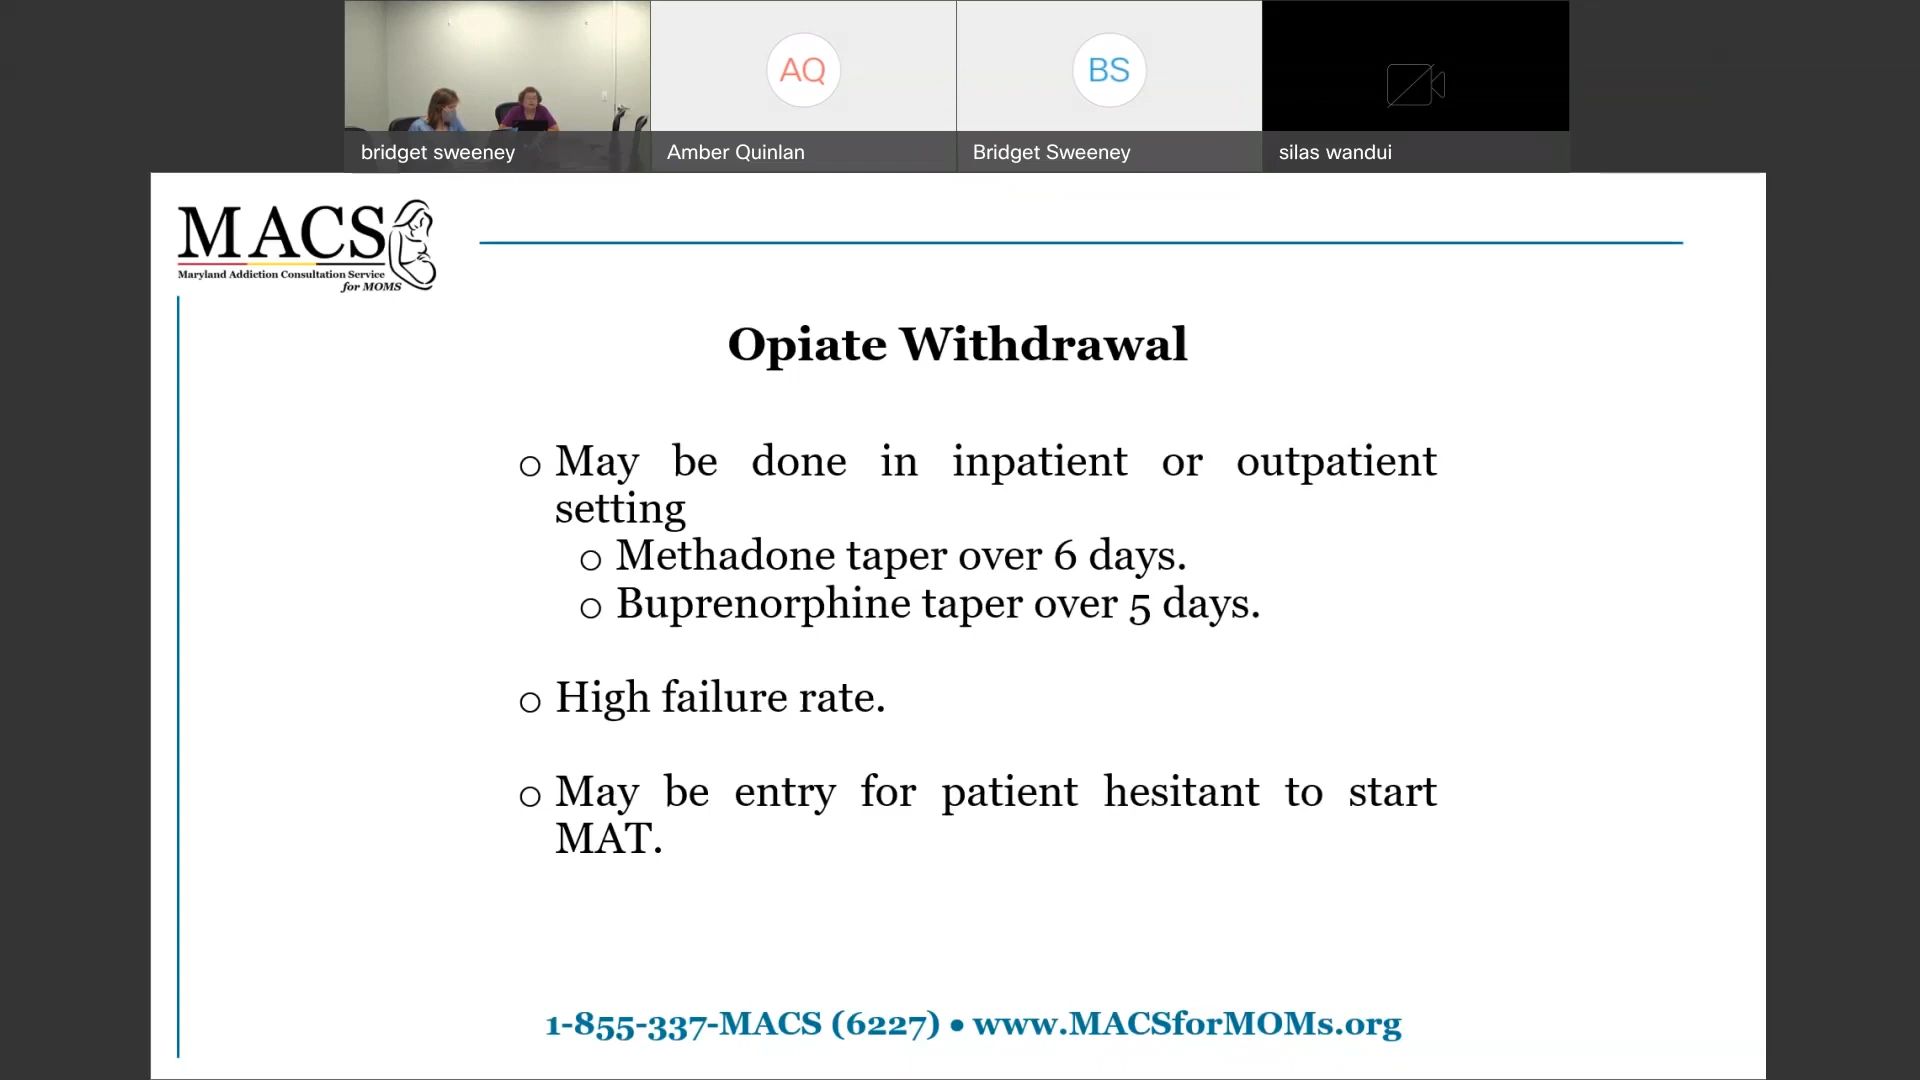 AQ
BS
bridget sweeney
Amber Quinlan
Bridget Sweeney
silas wandui
MACS
Maryland Addiction Consultation Service
for MOMS
Opiate Withdrawal
o May be done in inpatient or outpatient
setting
o Methadone taper over 6 days.
o Buprenorphine taper over 5 days.
o High failure rate.
o May be entry for patient hesitant to start
MAT.
1-855-337-MACS (6227) • www.MACSforMOMs.org